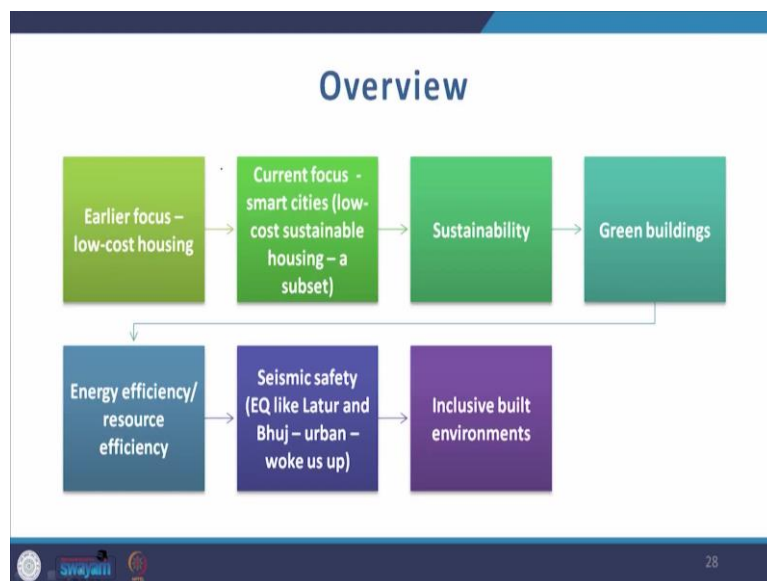 Overview
Earlier focus –
low-cost housing
Current focus -
smart cities (low-
cost sustainable
housing – a
subset)
Sustainability
Green buildings
Energy efficiency/
resource
efficiency
Seismic safety
(EQ like Latur and
Bhuj – urban –
woke us up)
Inclusive built
environments
swayam
28